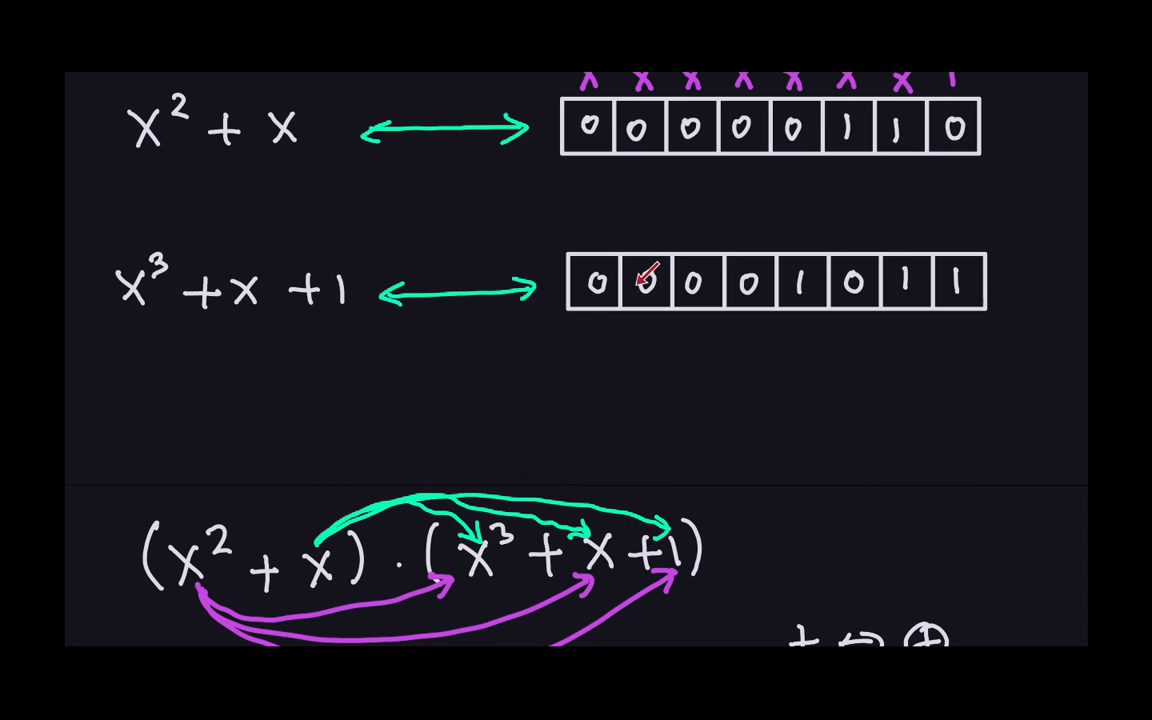 x x x x x x x 1
x² + x ⟷ 0 0 0 0 0 1 1 0
x³ + x + 1 ⟷ 0 0 0 0 1 0 1 1
(x² + x) · (x³ + x + 1)
+ ↔ ⊕